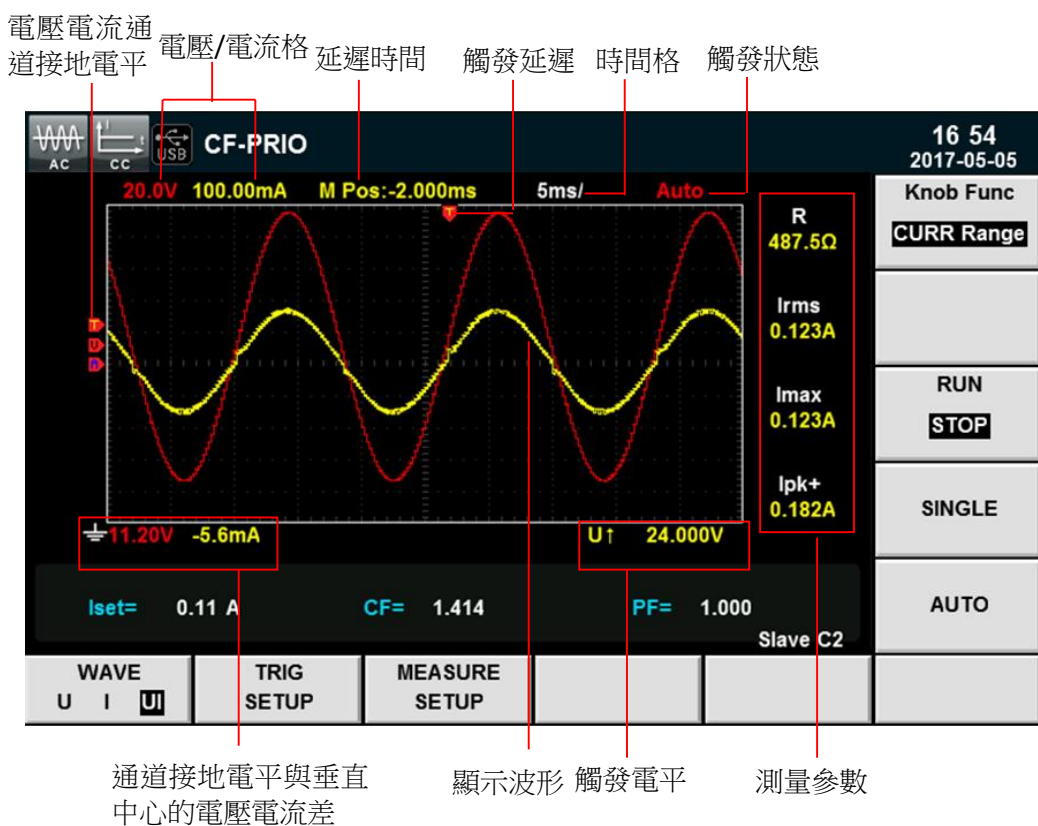 電壓電流通
道接地電平
電壓/電流格
延遲時間
觸發延遲
時間格
觸發狀態
AC
CC
USB
CF-PRIO
16 54
2017-05-05
20.0V
100.00mA
M Pos:-2.000ms
5ms/
Auto
T
T
U
R
487.5Ω
Irms
0.123A
Imax
0.123A
Ipk+
0.182A
11.20V
-5.6mA
U↑
24.000V
Iset= 0.11 A
CF= 1.414
PF= 1.000
Slave C2
Knob Func
CURR Range
RUN
STOP
SINGLE
AUTO
WAVE
U I UI
TRIG
SETUP
MEASURE
SETUP
通道接地電平與垂直
中心的電壓電流差
顯示波形
觸發電平
測量參數